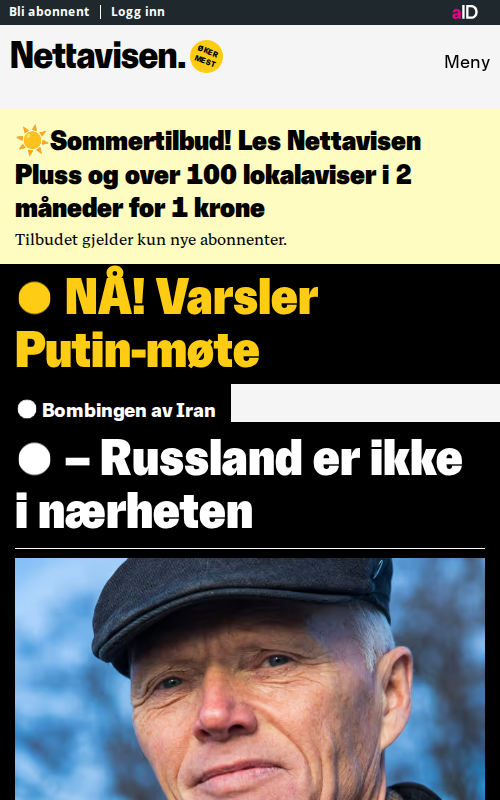 Bli abonnent | Logg inn
aID
Nettavisen.
ØKER
MEST
Meny
☀️Sommertilbud! Les Nettavisen
Pluss og over 100 lokalaviser i 2
måneder for 1 krone
Tilbudet gjelder kun nye abonnenter.
NÅ! Varsler
Putin-møte
Bombingen av Iran
– Russland er ikke
i nærheten